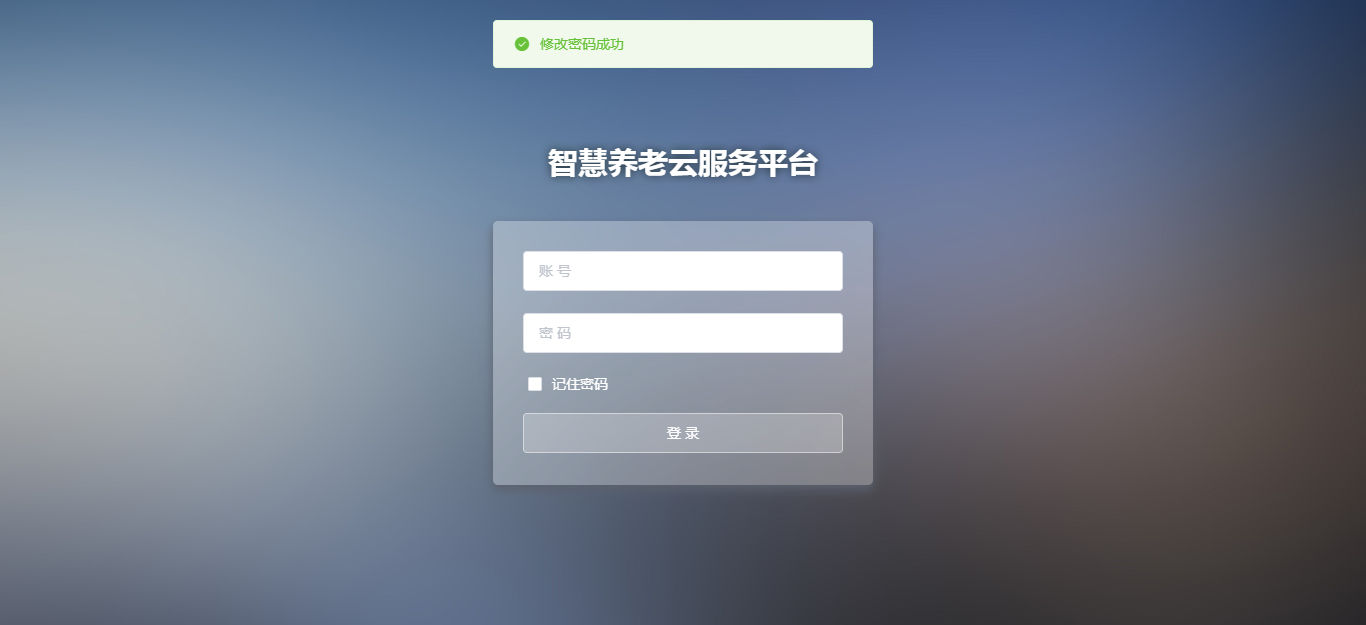 修改密码成功
智慧养老云服务平台
账 号
密 码
记住密码
登 录